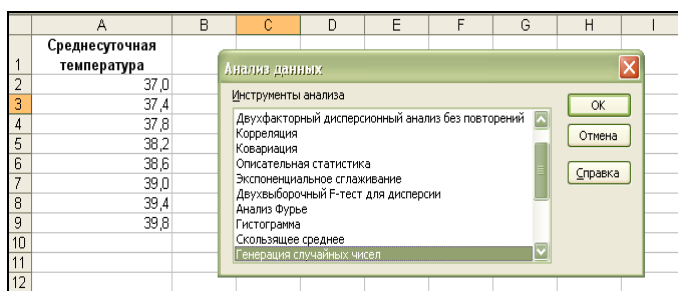 A B C D E F G H I
1 Среднесуточная температура
2 37,0
3 37,4
4 37,8
5 38,2
6 38,6
7 39,0
8 39,4
9 39,8
10
11
12
Анализ данных
Инструменты анализа
Двухфакторный дисперсионный анализ без повторений
Корреляция
Ковариация
Описательная статистика
Экспоненциальное сглаживание
Двухвыборочный F-тест для дисперсии
Анализ Фурье
Гистограмма
Скользящее среднее
Генерация случайных чисел
OK
Отмена
Справка